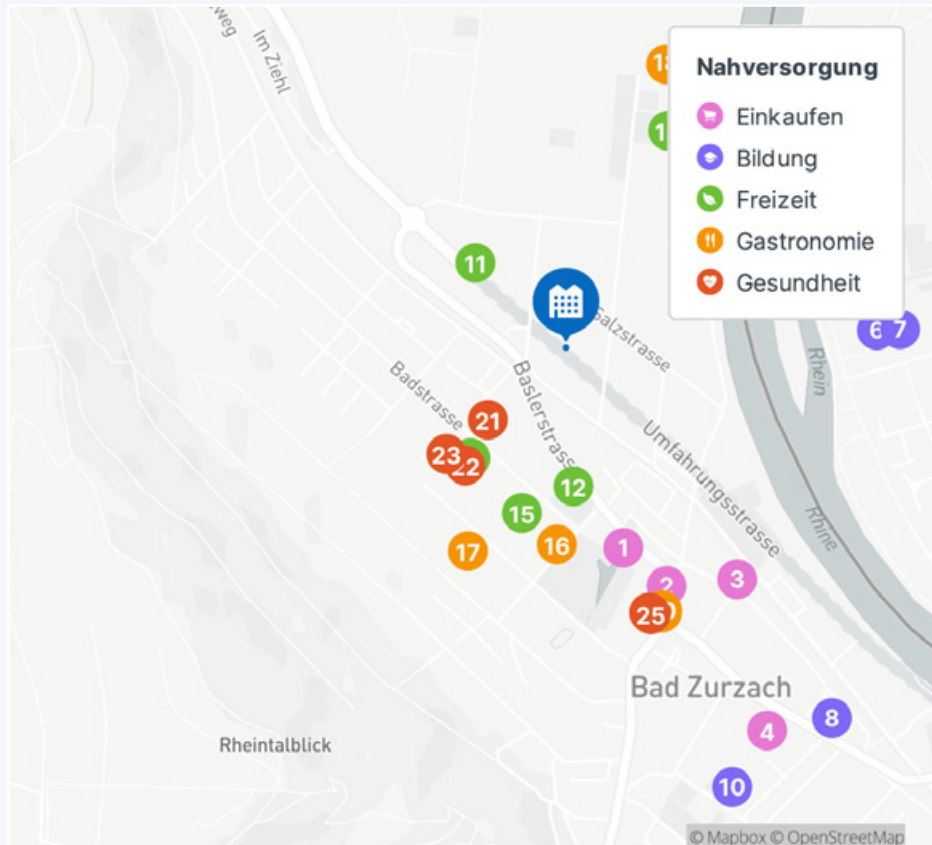 weg
Im Ziehl
Nahversorgung
Einkaufen
Bildung
Freizeit
Gastronomie
Gesundheit
11
6
7
Salzstrasse
Rhein
Badstrasse
Baslerstrasse
Umfahrungsstrasse
Rhine
21
23
22
12
15
17
16
1
2
3
25
Bad Zurzach
4
8
10
Rheintalblick
© Mapbox © OpenStreetMap